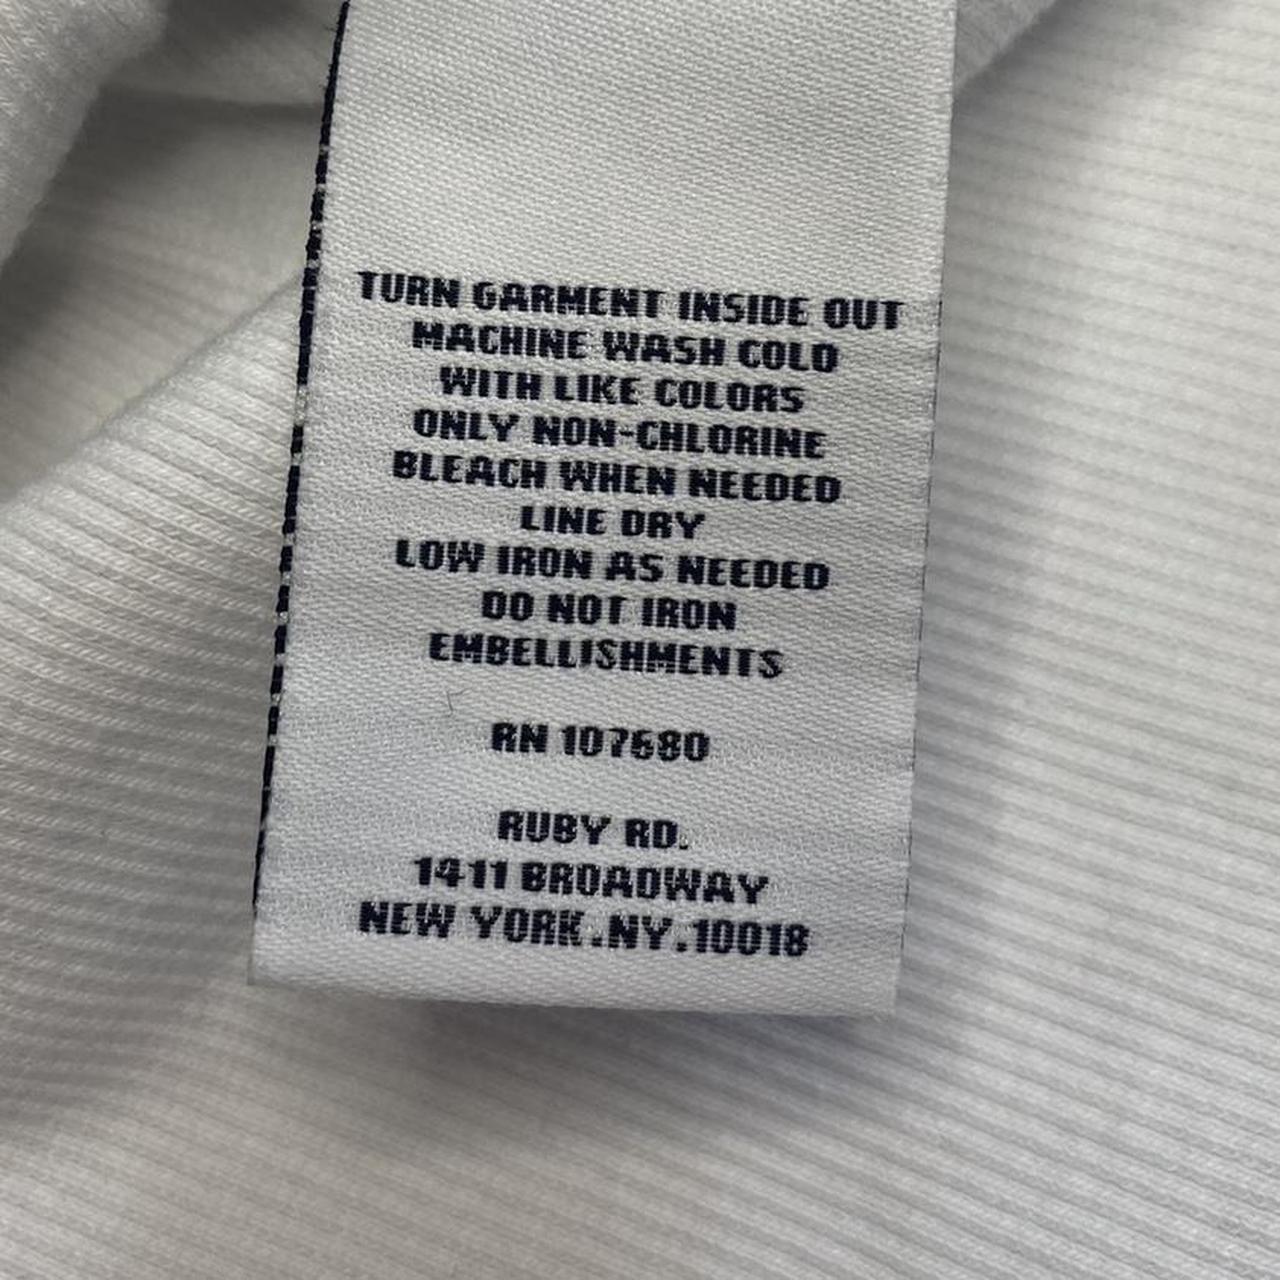 TURN GARMENT INSIDE OUT
MACHINE WASH COLD
WITH LIKE COLORS
ONLY NON-CHLORINE
BLEACH WHEN NEEDED
LINE DRY
LOW IRON AS NEEDED
DO NOT IRON
EMBELLISHMENTS
RN 107680
RUBY RD.
1411 BROADWAY
NEW YORK.NY.10018